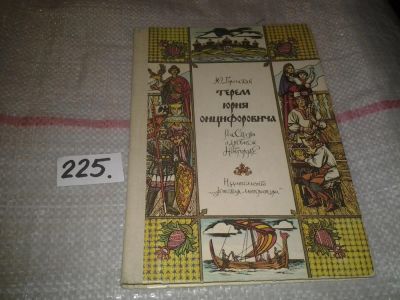 Терем
Юрия
Онцифоровича
Рассказы
о древнем
Новгороде
Издательство
„Детская литература"
225.